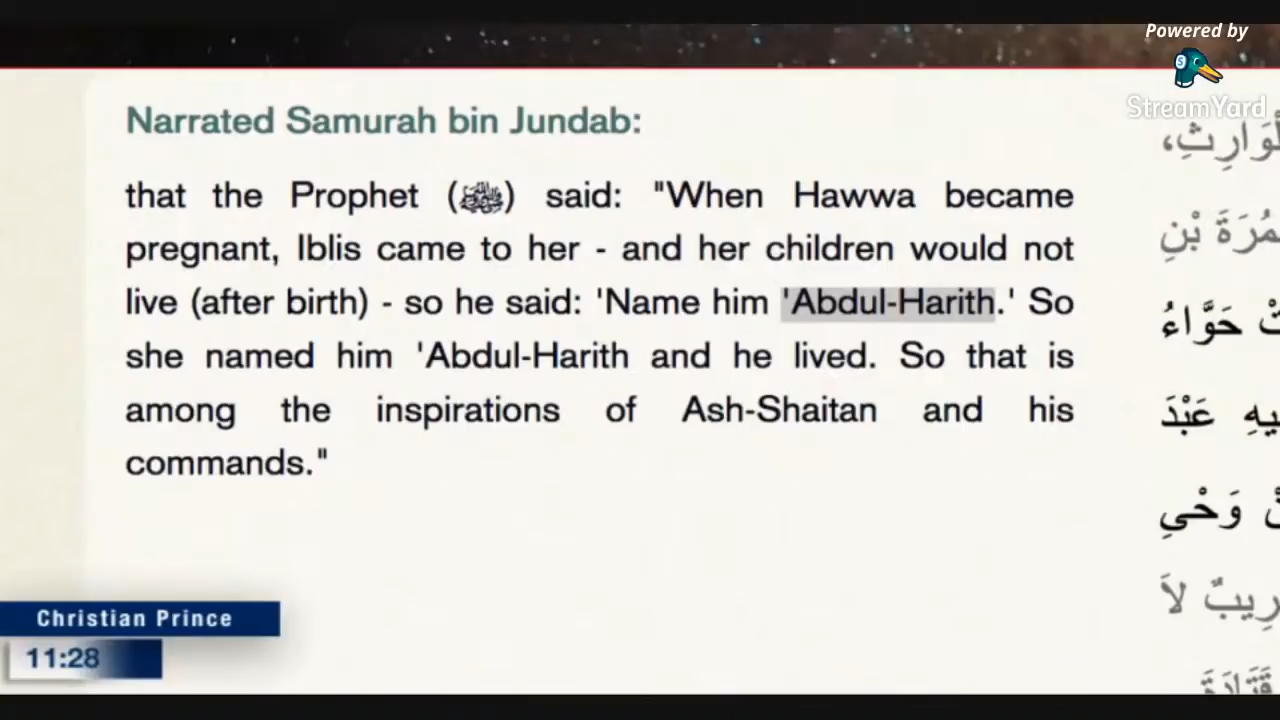 Powered by
StreamYard
Narrated Samurah bin Jundab:
that the Prophet (ﷺ) said: "When Hawwa became
pregnant, Iblis came to her - and her children would not
live (after birth) - so he said: 'Name him 'Abdul-Harith.' So
she named him 'Abdul-Harith and he lived. So that is
among the inspirations of Ash-Shaitan and his
commands."
حَوَّاءُ
عَبْدَ
وَحْىِ
لاَ
قَتَادَةَ
Christian Prince
11:28